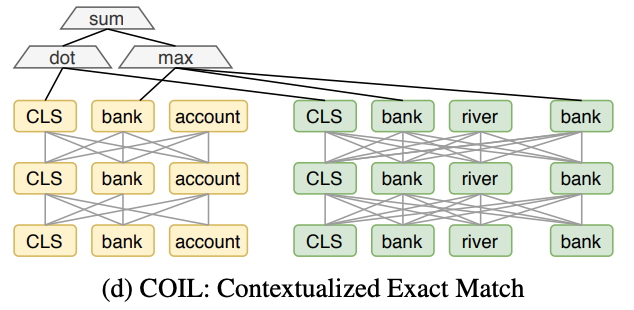 sum
dot max
CLS bank account CLS bank river bank
CLS bank account CLS bank river bank
CLS bank account CLS bank river bank
(d) COIL: Contextualized Exact Match